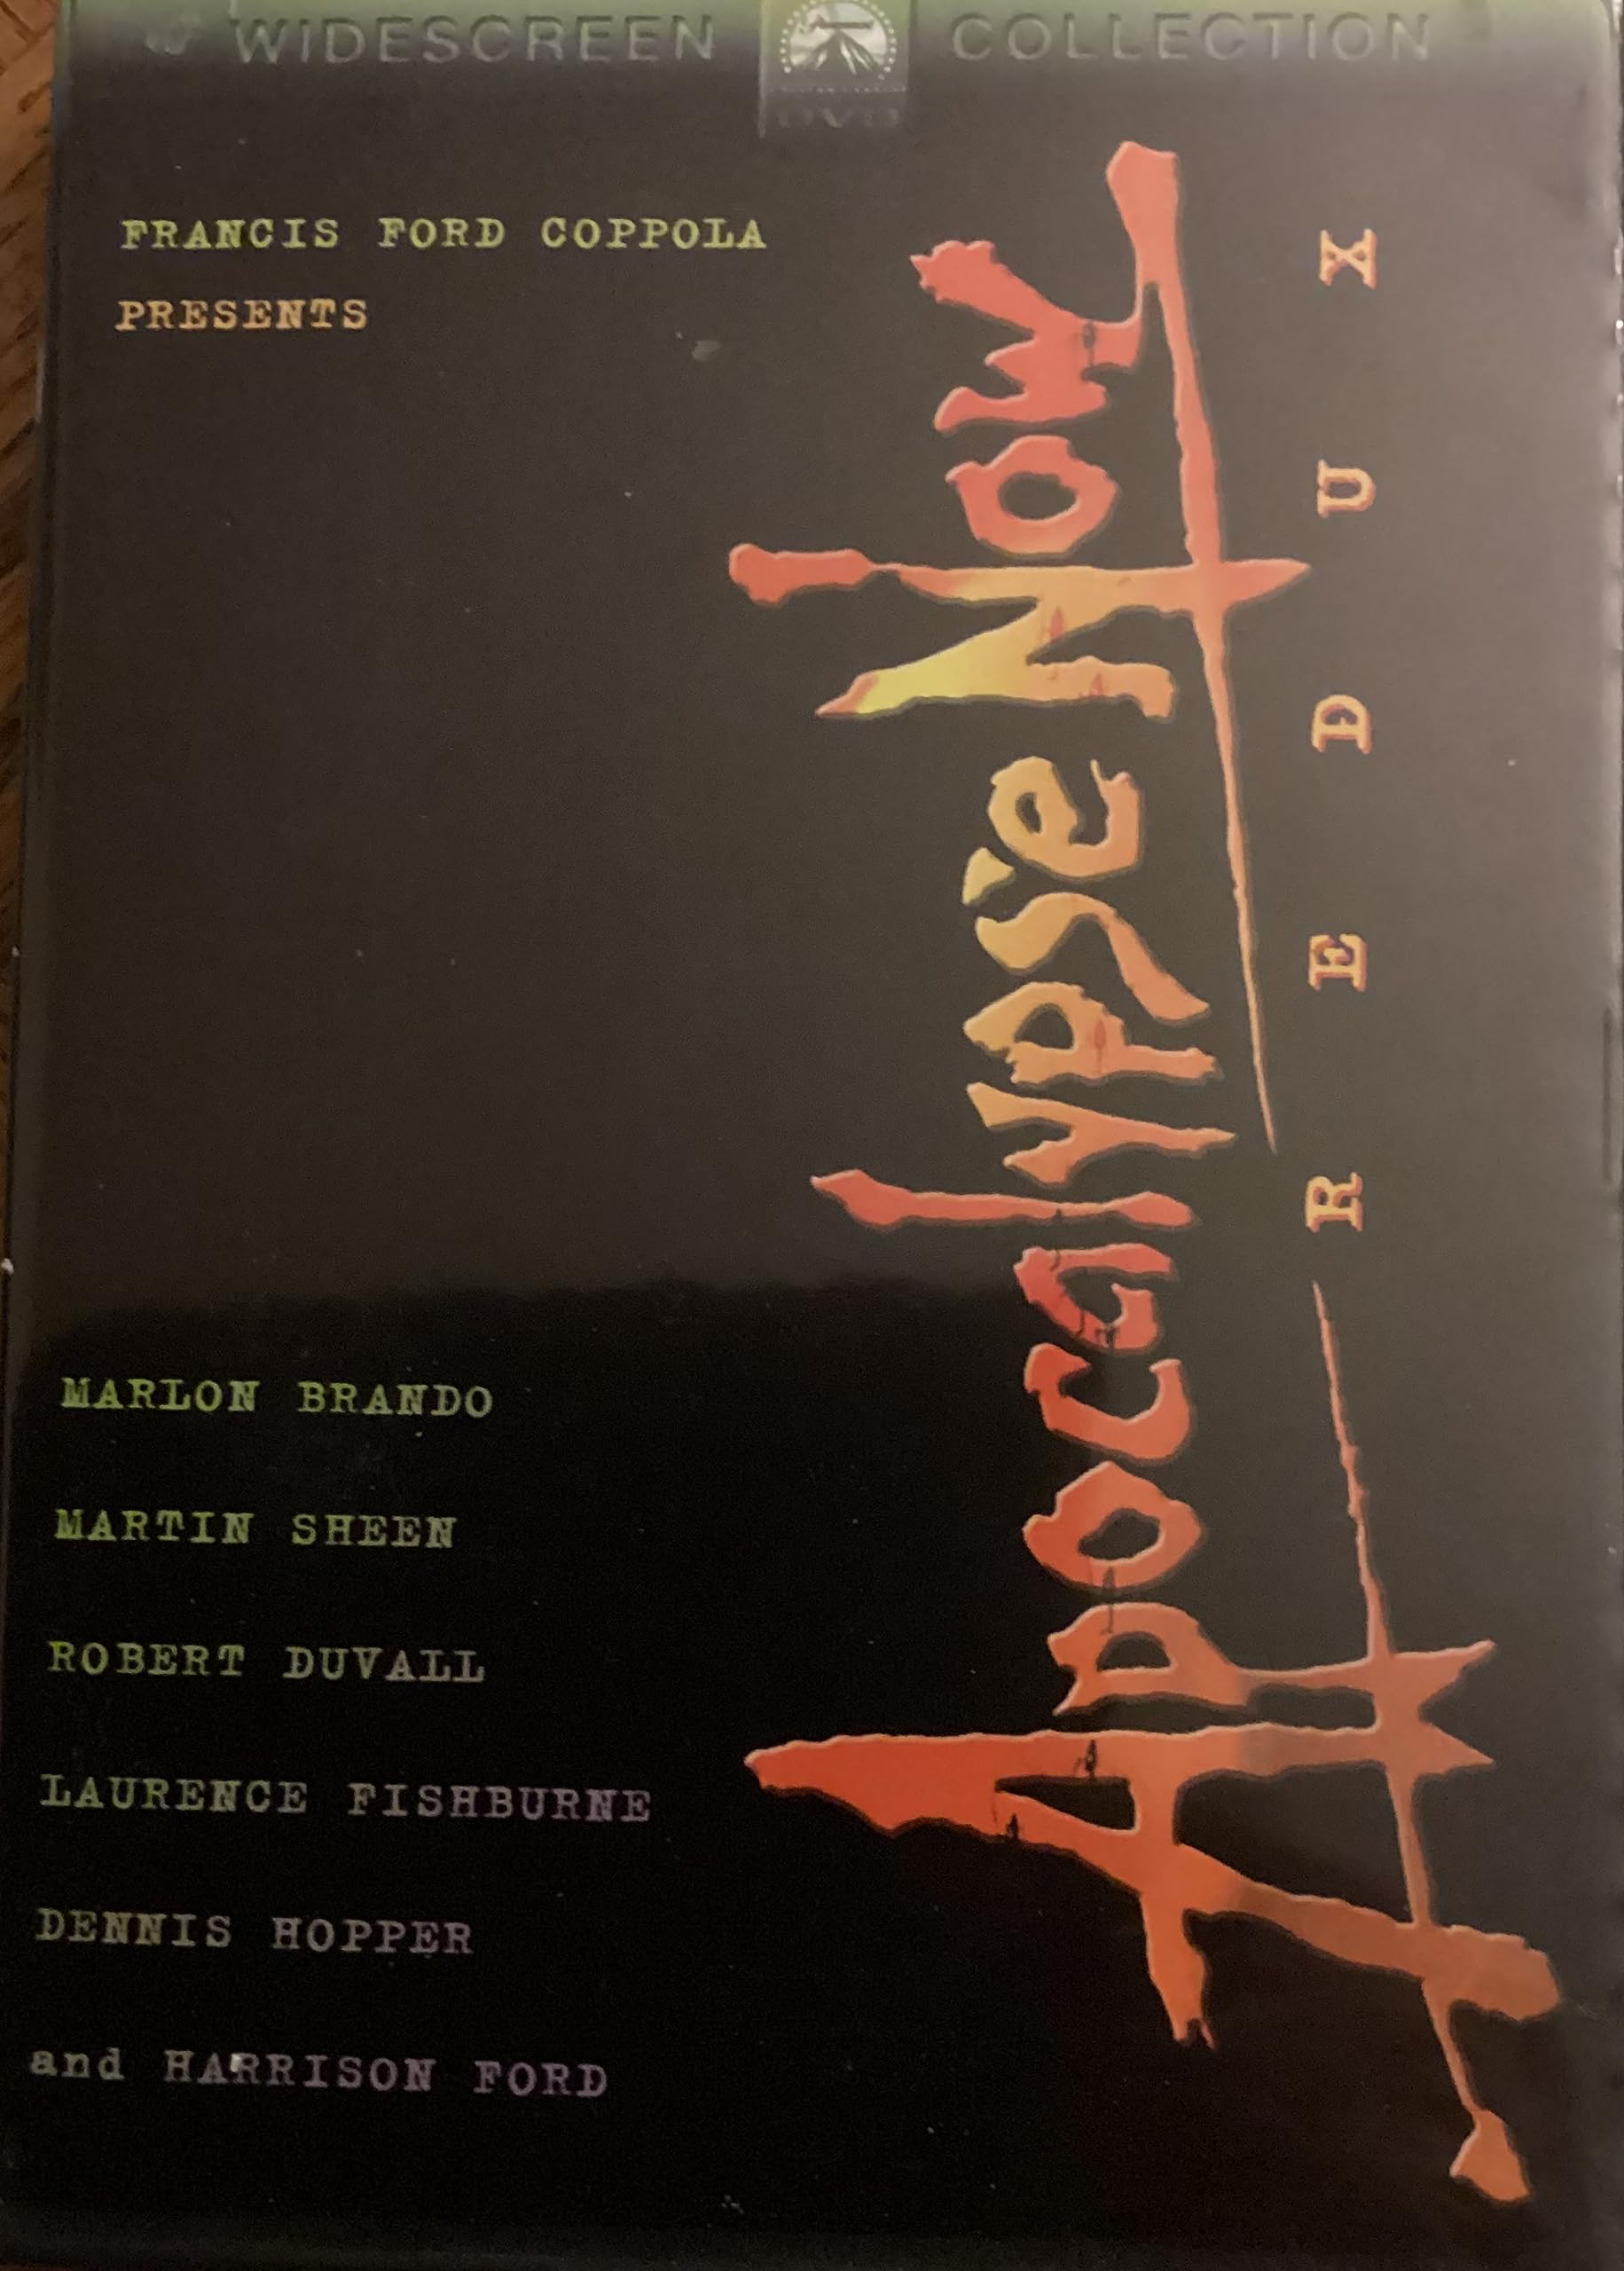 WIDESCREEN DVD COLLECTION
FRANCIS FORD COPPOLA
PRESENTS
Apocalypse Now
REDUX
MARLON BRANDO
MARTIN SHEEN
ROBERT DUVALL
LAURENCE FISHBURNE
DENNIS HOPPER
and HARRISON FORD